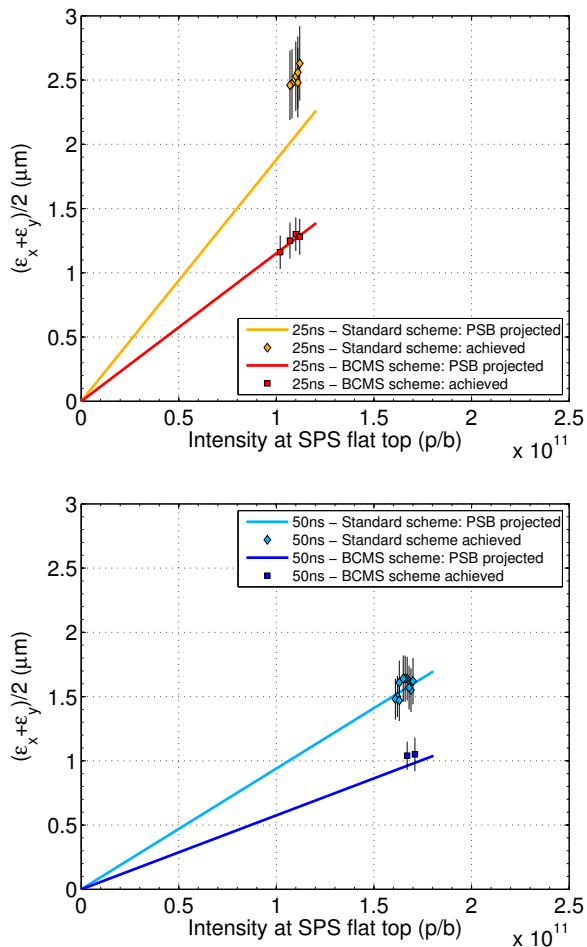 3
2.5
2
1.5
1
0.5
0
(ε_x+ε_y)/2 (μm)
25ns − Standard scheme: PSB projected
25ns − Standard scheme: achieved
25ns − BCMS scheme: PSB projected
25ns − BCMS scheme: achieved
0 0.5 1 1.5 2 2.5
Intensity at SPS flat top (p/b)
x 10^11
3
2.5
2
1.5
1
0.5
0
(ε_x+ε_y)/2 (μm)
50ns − Standard scheme: PSB projected
50ns − Standard scheme achieved
50ns − BCMS scheme: PSB projected
50ns − BCMS scheme achieved
0 0.5 1 1.5 2 2.5
Intensity at SPS flat top (p/b)
x 10^11